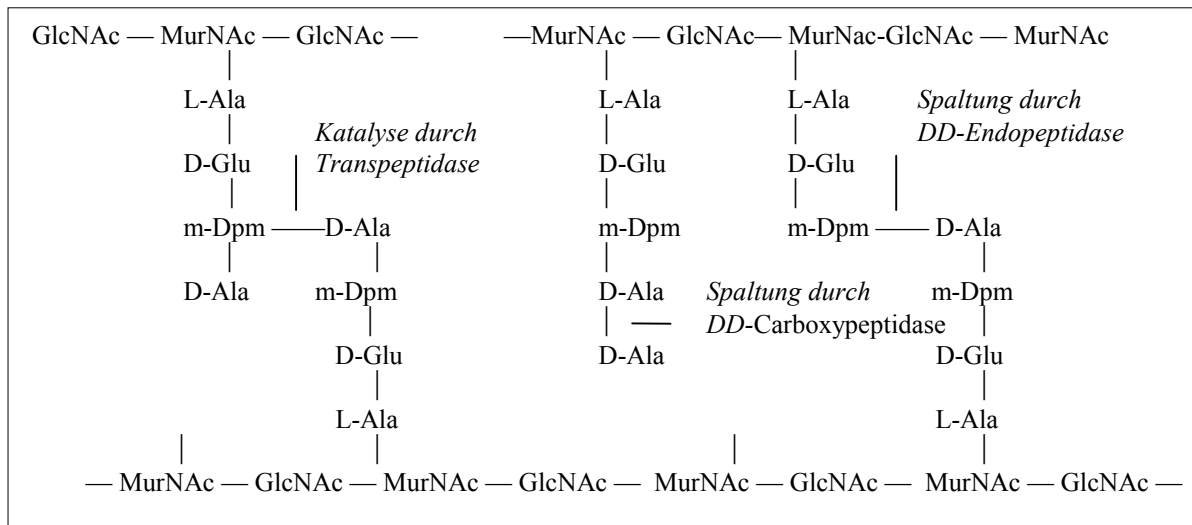 GlcNAc — MurNAc — GlcNAc — —MurNAc — GlcNAc— MurNac-GlcNAc — MurNAc
L-Ala L-Ala L-Ala Spaltung durch
Katalyse durch DD-Endopeptidase
D-Glu Transpeptidase D-Glu D-Glu
m-Dpm ——D-Ala m-Dpm m-Dpm — D-Ala
D-Ala m-Dpm D-Ala Spaltung durch m-Dpm
DD-Carboxypeptidase
D-Glu D-Ala D-Glu
L-Ala L-Ala
— MurNAc — GlcNAc — MurNAc — GlcNAc — MurNAc — GlcNAc — MurNAc — GlcNAc —